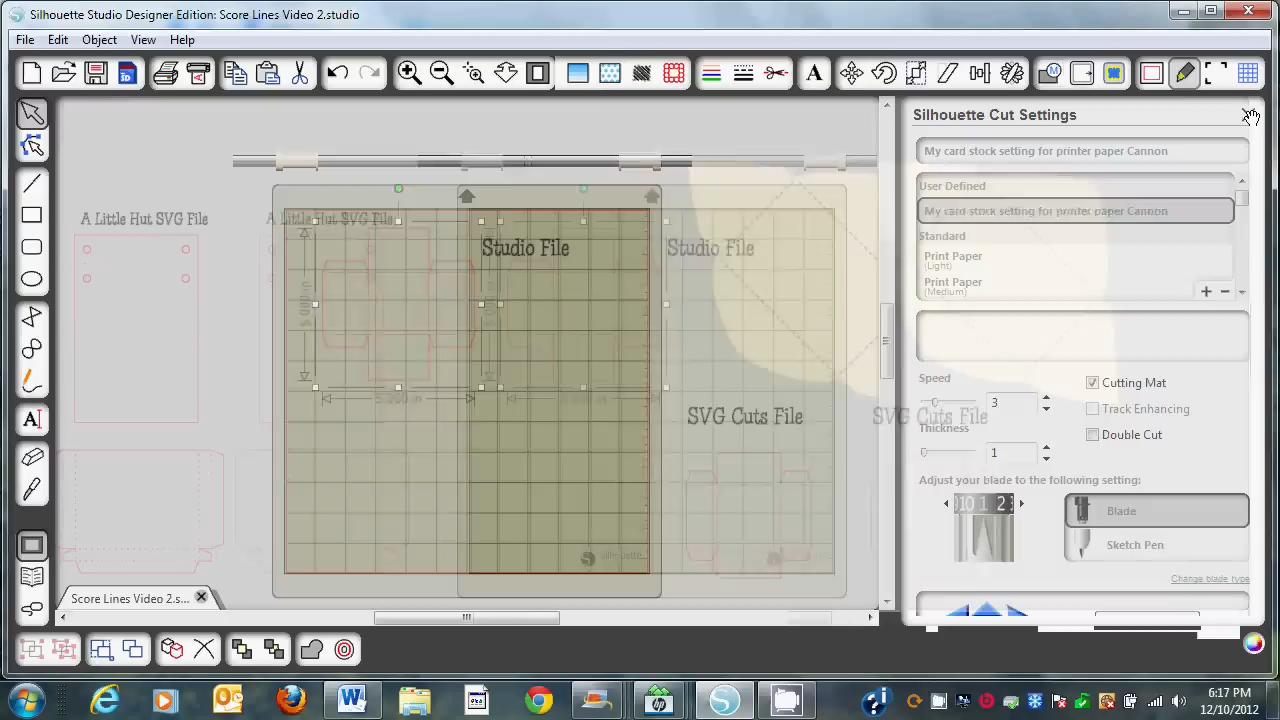 Silhouette Studio Designer Edition: Score Lines Video 2.studio
File Edit Object View Help
Silhouette Cut Settings
My card stock setting for printer paper Cannon
User Defined
My card stock setting for printer paper Cannon
Standard
Print Paper
(Light)
Print Paper
(Medium)
A Little Hut SVG File
A Little Hut SVG File
Studio File
Studio File
SVG Cuts File
SVG Cuts File
Speed
3
Cutting Mat
Track Enhancing
Thickness
Double Cut
1
Adjust your blade to the following setting:
10 1 2
Blade
Sketch Pen
Change blade type
silhouette
Score Lines Video 2.s...
6:17 PM
12/10/2012